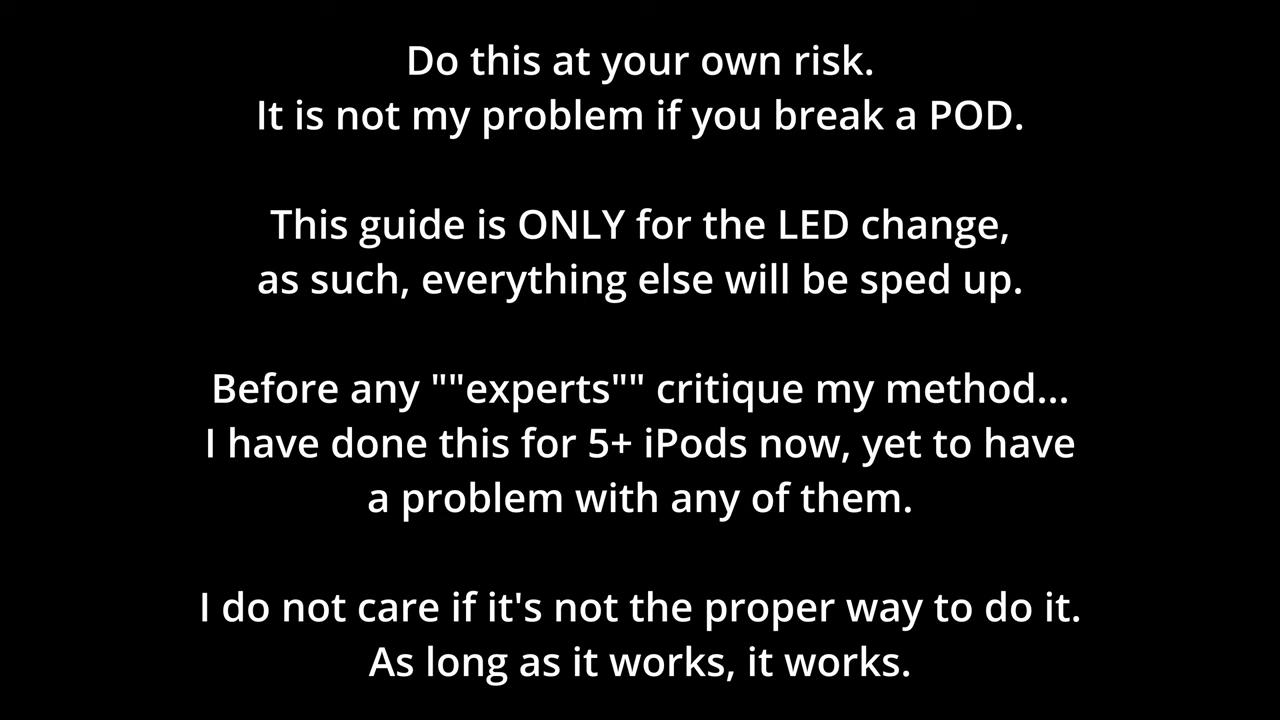 Do this at your own risk.
It is not my problem if you break a POD.
This guide is ONLY for the LED change,
as such, everything else will be sped up.
Before any ""experts"" critique my method...
I have done this for 5+ iPods now, yet to have
a problem with any of them.
I do not care if it's not the proper way to do it.
As long as it works, it works.